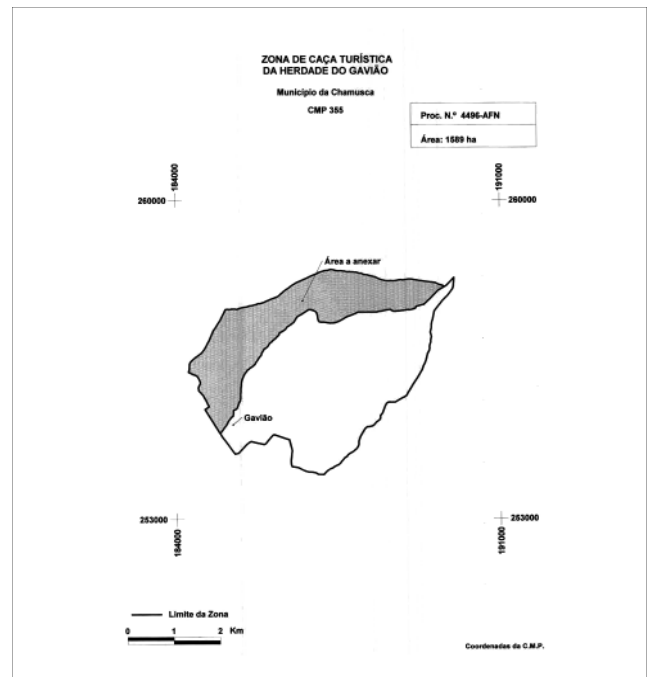 ZONA DE CAÇA TURÍSTICA
DA HERDADE DO GAVIÃO
Município da Chamusca
CMP 355
Proc. N.º 4496-AFN
Área: 1589 ha
184000
191000
260000
260000
Área a anexar
Gavião
253000
253000
184000
191000
Limite da Zona
0 1 2 Km
Coordenadas da C.M.P.